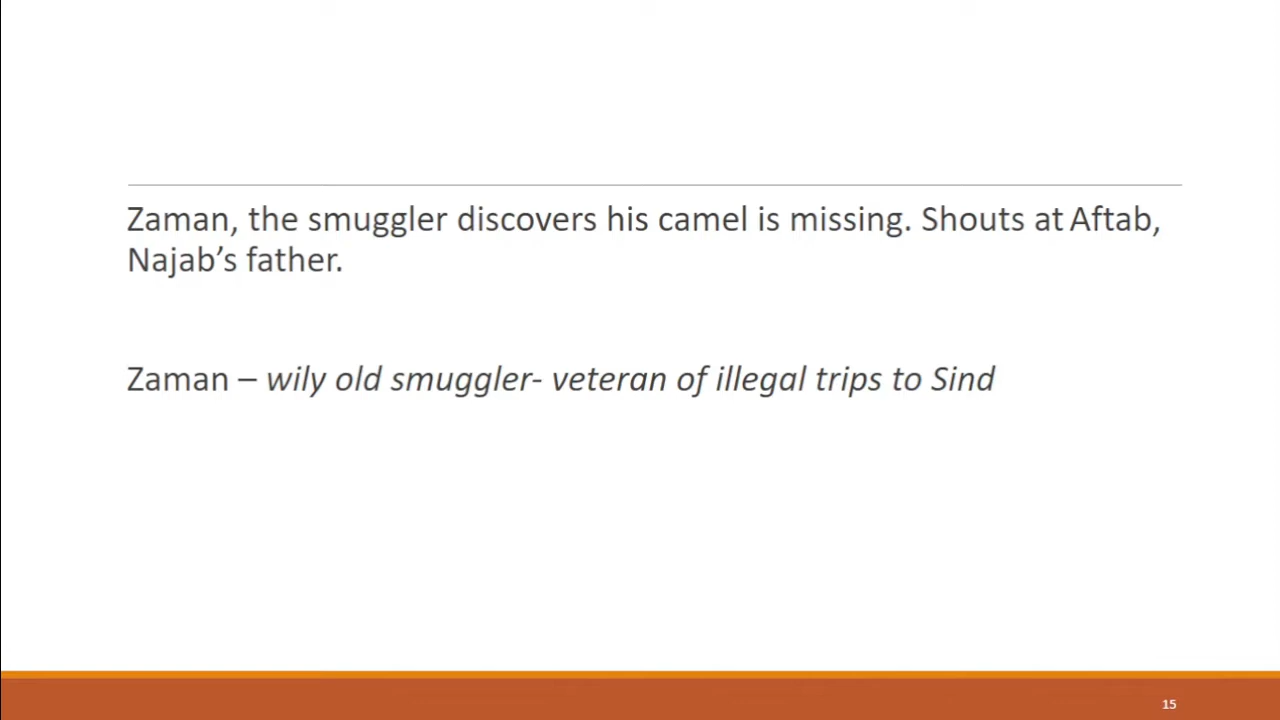 Zaman, the smuggler discovers his camel is missing. Shouts at Aftab,
Najab’s father.
Zaman – wily old smuggler- veteran of illegal trips to Sind
15